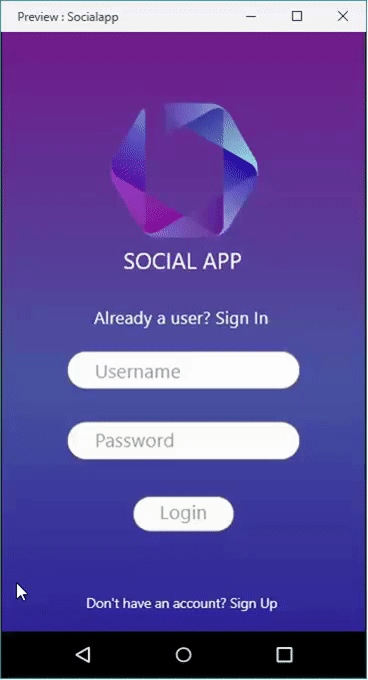 Preview : Socialapp
SOCIAL APP
Already a user? Sign In
Username
Password
Login
Don't have an account? Sign Up